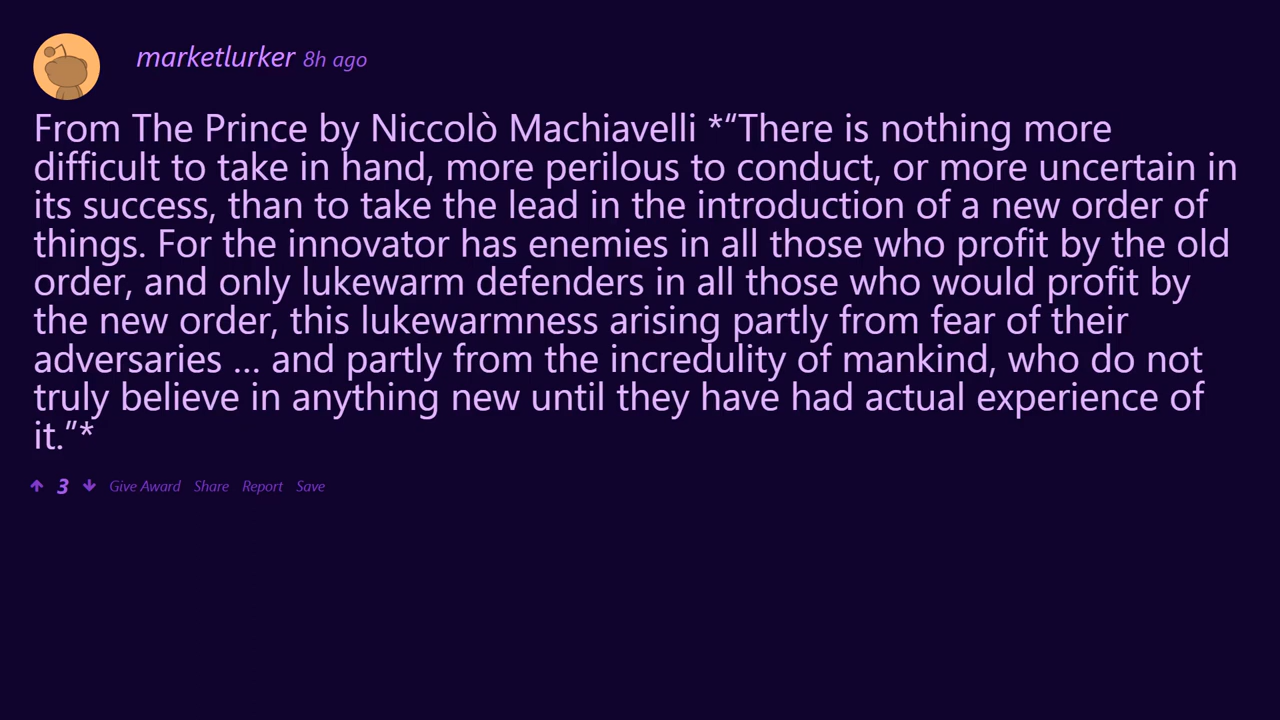 marketlurker 8h ago
From The Prince by Niccolò Machiavelli *“There is nothing more
difficult to take in hand, more perilous to conduct, or more uncertain in
its success, than to take the lead in the introduction of a new order of
things. For the innovator has enemies in all those who profit by the old
order, and only lukewarm defenders in all those who would profit by
the new order, this lukewarmness arising partly from fear of their
adversaries … and partly from the incredulity of mankind, who do not
truly believe in anything new until they have had actual experience of
it.”*
3 Give Award Share Report Save